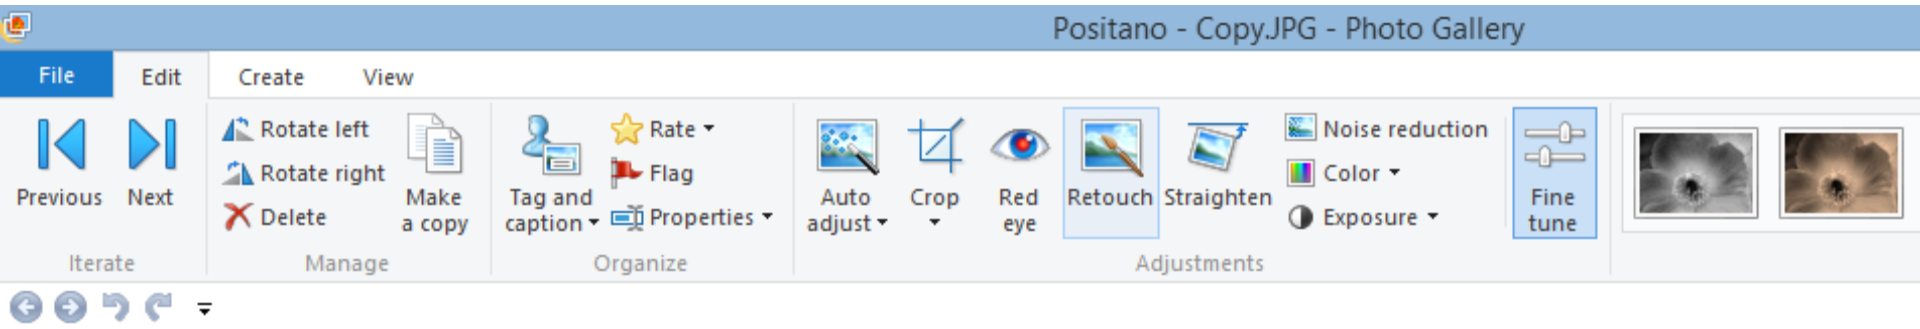 Positano - Copy.JPG - Photo Gallery
File Edit Create View
Previous
Next
Rotate left
Rotate right
Delete
Make
a copy
Tag and
caption
Rate
Flag
Properties
Auto
adjust
Crop
Red
eye
Retouch
Straighten
Noise reduction
Color
Exposure
Fine
tune
Iterate
Manage
Organize
Adjustments